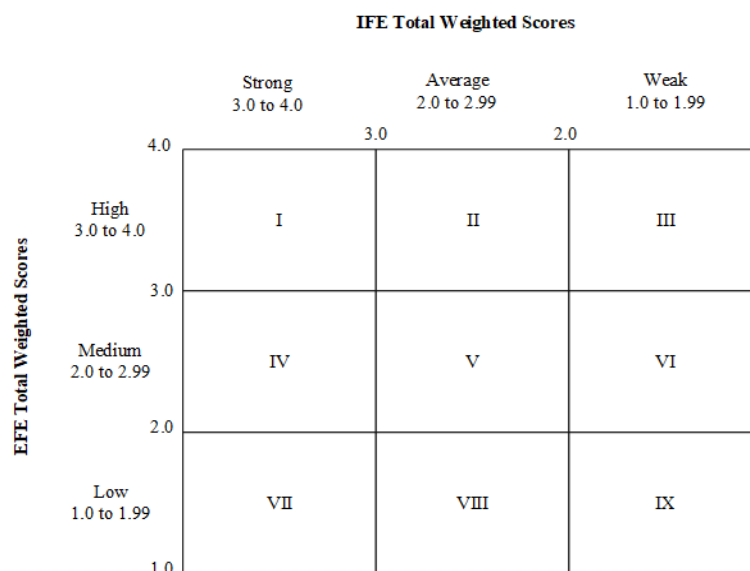 IFE Total Weighted Scores
Strong
3.0 to 4.0
Average
2.0 to 2.99
Weak
1.0 to 1.99
4.0
3.0
2.0
High
3.0 to 4.0
I
II
III
3.0
EFE Total Weighted Scores
Medium
2.0 to 2.99
IV
V
VI
2.0
Low
1.0 to 1.99
VII
VIII
IX
1.0